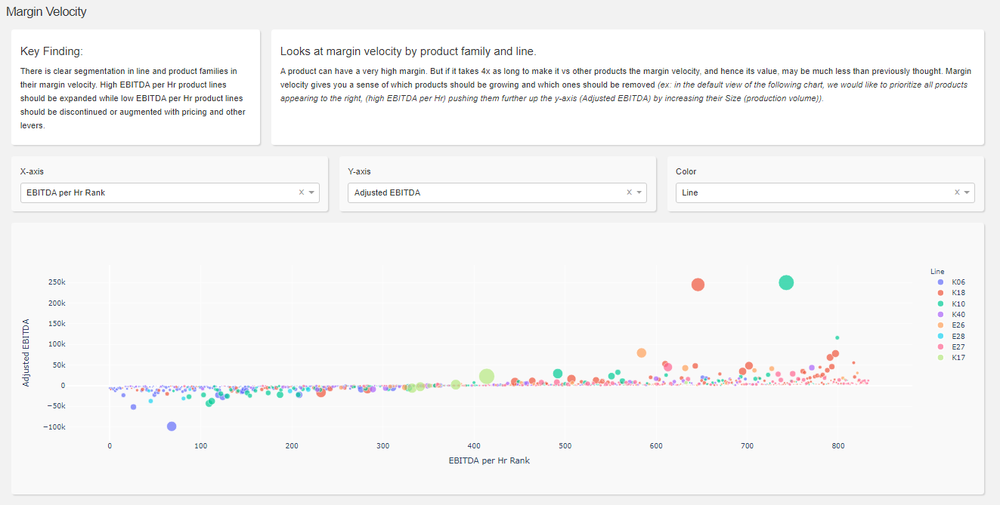 Margin Velocity
Key Finding:
There is clear segmentation in line and product families in
their margin velocity. High EBITDA per Hr product lines
should be expanded while low EBITDA per Hr product lines
should be discontinued or augmented with pricing and other
levers.
Looks at margin velocity by product family and line.
A product can have a very high margin. But if it takes 4x as long to make it vs other products the margin velocity, and hence its value, may be much less than previously thought. Margin
velocity gives you a sense of which products should be growing and which ones should be removed (ex: in the default view of the following chart, we would like to prioritize all products
appearing to the right, (high EBITDA per Hr) pushing them further up the y-axis (Adjusted EBITDA) by increasing their Size (production volume)).
X-axis
EBITDA per Hr Rank
Y-axis
Adjusted EBITDA
Color
Line
Adjusted EBITDA
250k
200k
150k
100k
50k
0
−50k
−100k
0 100 200 300 400 500 600 700 800
EBITDA per Hr Rank
Line
K06
K18
K10
K40
E26
E28
E27
K17